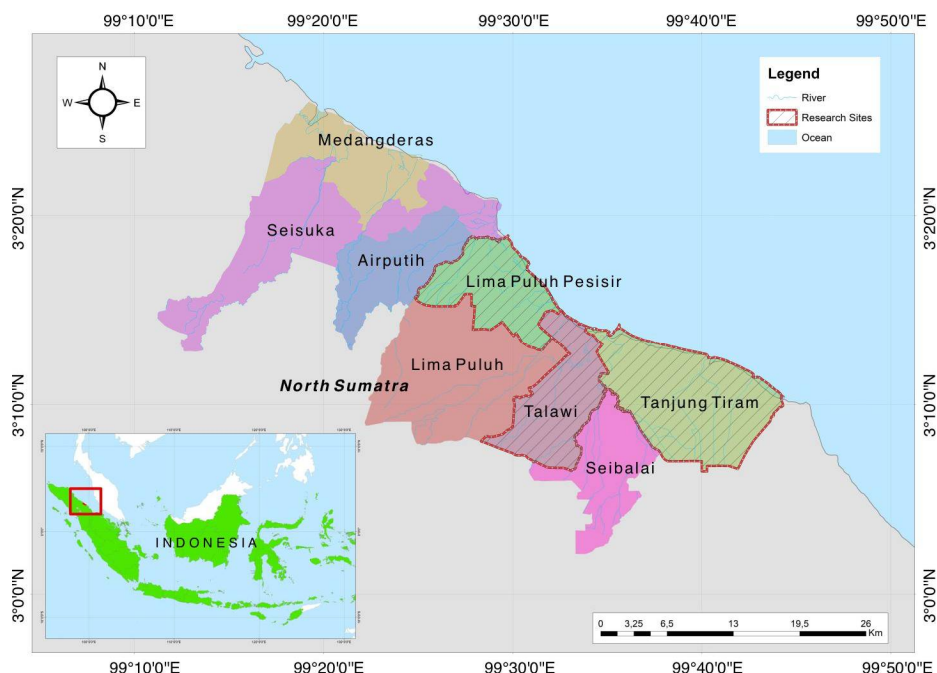 99°10'0"E 99°20'0"E 99°30'0"E 99°40'0"E 99°50'0"E
N
W E
S
Legend
River
Research Sites
Ocean
Medangderas
3°20'0"N 3°20'0"N
Seisuka
Airputih
Lima Puluh Pesisir
Lima Puluh
North Sumatra
3°10'0"N 3°10'0"N
Talawi
Tanjung Tiram
Seibalai
INDONESIA
3°0'0"N 3°0'0"N
0 3,25 6,5 13 19,5 26
Km
99°10'0"E 99°20'0"E 99°30'0"E 99°40'0"E 99°50'0"E